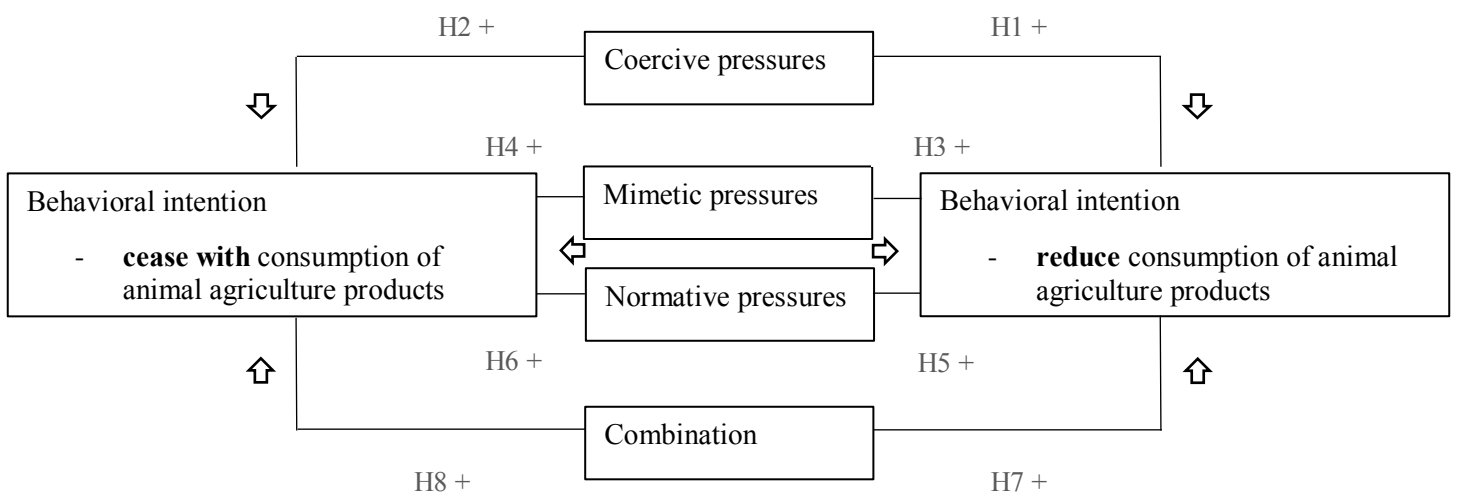 H2 +
H1 +
Coercive pressures
H4 +
H3 +
Behavioral intention
- cease with consumption of
animal agriculture products
Mimetic pressures
Normative pressures
Behavioral intention
- reduce consumption of animal
agriculture products
H6 +
H5 +
Combination
H8 +
H7 +